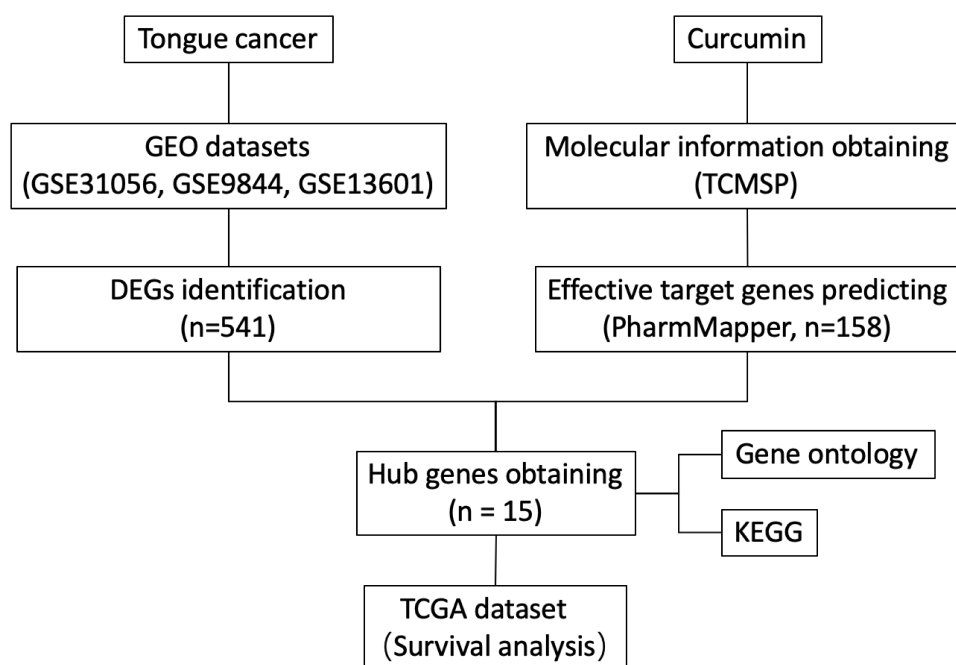 Tongue cancer
Curcumin
GEO datasets
(GSE31056, GSE9844, GSE13601)
Molecular information obtaining
(TCMSP)
DEGs identification
(n=541)
Effective target genes predicting
(PharmMapper, n=158)
Hub genes obtaining
(n = 15)
Gene ontology
KEGG
TCGA dataset
（Survival analysis）